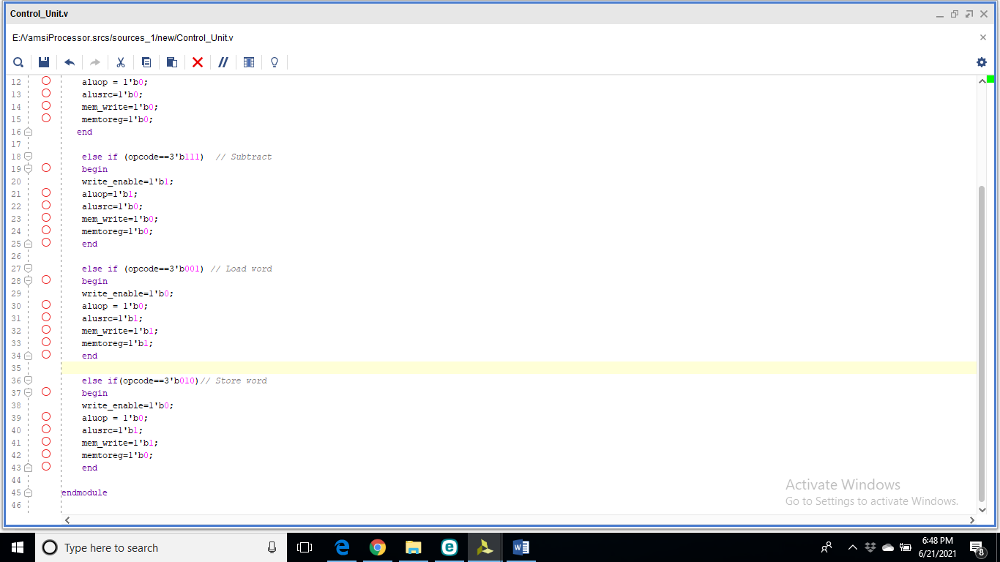 Control_Unit.v
E:/VamsiProcessor.srcs/sources_1/new/Control_Unit.v
12 aluop = 1'b0;
13 alusrc=1'b0;
14 mem_write=1'b0;
15 memtoreg=1'b0;
16 end
17
18 else if (opcode==3'b111) // Subtract
19 begin
20 write_enable=1'b1;
21 aluop=1'b1;
22 alusrc=1'b0;
23 mem_write=1'b0;
24 memtoreg=1'b0;
25 end
26
27 else if (opcode==3'b001) // Load word
28 begin
29 write_enable=1'b0;
30 aluop = 1'b0;
31 alusrc=1'b1;
32 mem_write=1'b1;
33 memtoreg=1'b1;
34 end
35
36 else if(opcode==3'b010)// Store word
37 begin
38 write_enable=1'b0;
39 aluop = 1'b0;
40 alusrc=1'b1;
41 mem_write=1'b1;
42 memtoreg=1'b0;
43 end
44
45 endmodule
46
Activate Windows
Go to Settings to activate Windows.
Type here to search
6:48 PM
6/21/2021
8